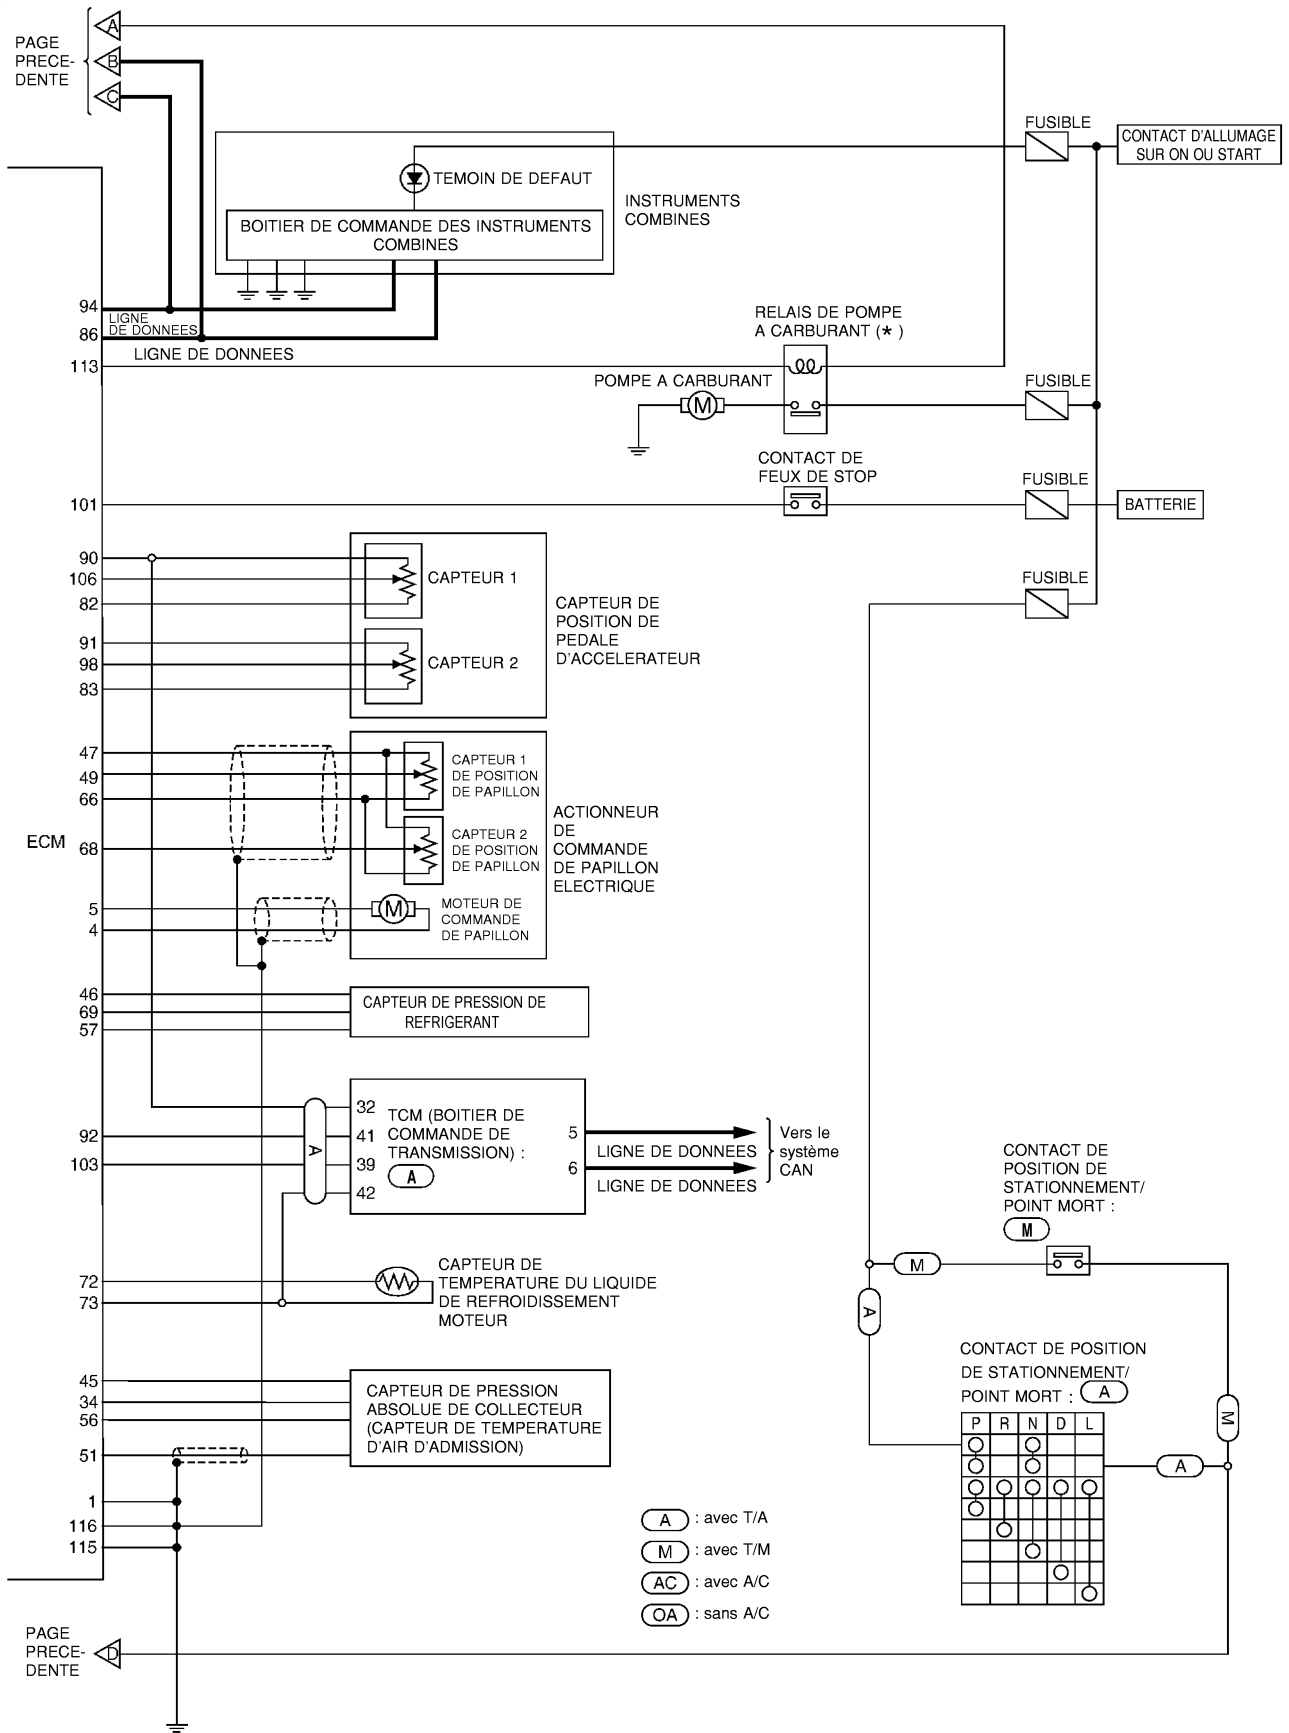 PAGE
PRECE-
DENTE
A
B
C
FUSIBLE
CONTACT D'ALLUMAGE
SUR ON OU START
TEMOIN DE DEFAUT
INSTRUMENTS
COMBINES
BOITIER DE COMMANDE DES INSTRUMENTS
COMBINES
94
LIGNE
DE DONNEES
86
LIGNE DE DONNEES
113
RELAIS DE POMPE
A CARBURANT (*)
POMPE A CARBURANT
M
FUSIBLE
CONTACT DE
FEUX DE STOP
101
FUSIBLE
BATTERIE
90
106
82
CAPTEUR 1
91
98
83
CAPTEUR 2
CAPTEUR DE
POSITION DE
PEDALE
D'ACCELERATEUR
FUSIBLE
47
49
66
68
CAPTEUR 1
DE POSITION
DE PAPILLON
CAPTEUR 2
DE POSITION
DE PAPILLON
ECM
ACTIONNEUR
DE
COMMANDE
DE PAPILLON
ELECTRIQUE
5
4
M
MOTEUR DE
COMMANDE
DE PAPILLON
46
69
57
CAPTEUR DE PRESSION DE
REFRIGERANT
92
103
A
32
41
39
42
TCM (BOITIER DE
COMMANDE DE
TRANSMISSION) :
A
5
LIGNE DE DONNEES
6
LIGNE DE DONNEES
Vers le
système
CAN
CONTACT DE
POSITION DE
STATIONNEMENT/
POINT MORT :
M
M
A
72
73
CAPTEUR DE
TEMPERATURE DU LIQUIDE
DE REFROIDISSEMENT
MOTEUR
CONTACT DE POSITION
DE STATIONNEMENT/
POINT MORT : A
P R N D L
M
A
45
34
56
51
CAPTEUR DE PRESSION
ABSOLUE DE COLLECTEUR
(CAPTEUR DE TEMPERATURE
D'AIR D'ADMISSION)
1
116
115
A : avec T/A
M : avec T/M
AC : avec A/C
OA : sans A/C
PAGE
PRECE-
DENTE
D